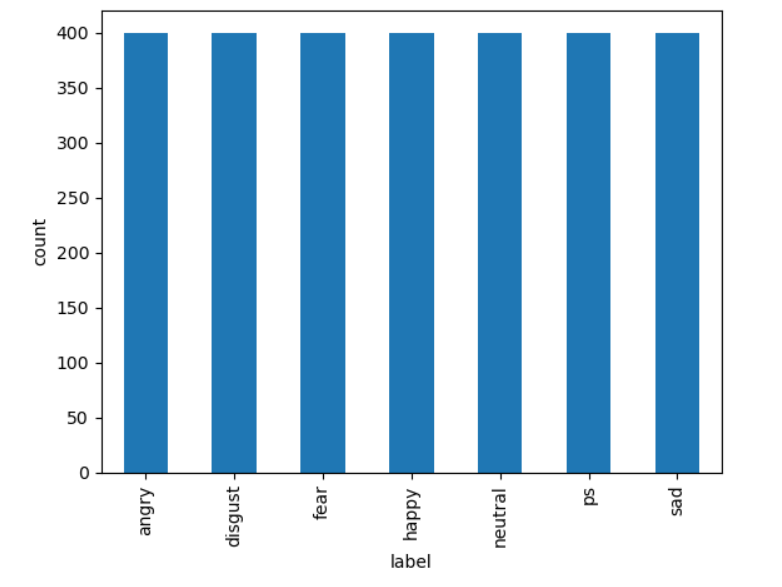 400
350
300
250
200
150
100
50
0
count
angry
disgust
fear
happy
neutral
ps
sad
label